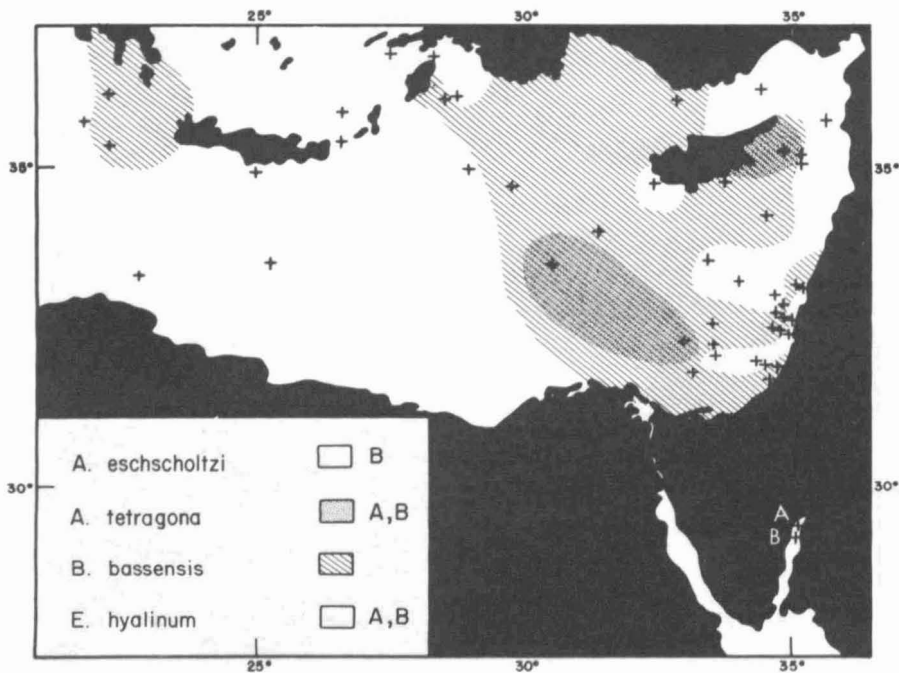 25° 30° 35°
35° 35°
A. eschscholtzi B
A. tetragona A,B
B. bassensis
E. hyalinum A,B
30° 30°
A
B
25° 30° 35°